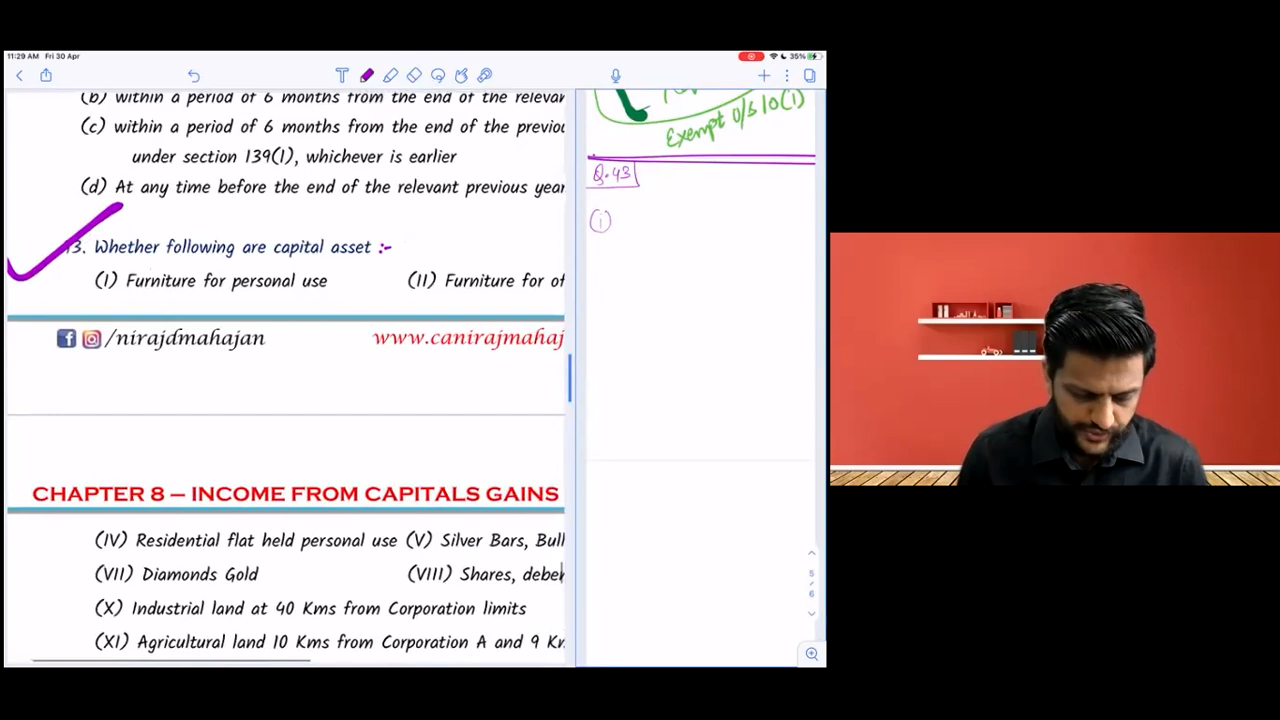 11:29 AM Fri 30 Apr
35%
T
(b) within a period of 6 months from the end of the relevan
(c) within a period of 6 months from the end of the previou
under section 139(1), whichever is earlier
(d) At any time before the end of the relevant previous year
3. Whether following are capital asset :-
(I) Furniture for personal use (II) Furniture for of
/nirajdmahajan www.canirajmahaj
CHAPTER 8 – INCOME FROM CAPITALS GAINS
(IV) Residential flat held personal use (V) Silver Bars, Bull
(VII) Diamonds Gold (VIII) Shares, deben
(X) Industrial land at 40 Kms from Corporation limits
(XI) Agricultural land 10 Kms from Corporation A and 9 Km
Exempt U/S 10(1)
Q.43
(i)
5
/
6